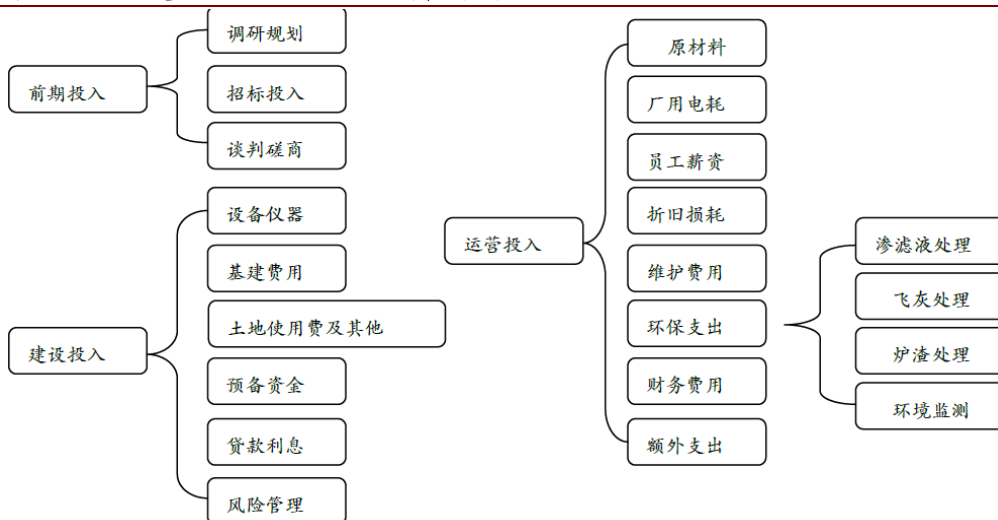 前期投入
调研规划
招标投入
谈判磋商
建设投入
设备仪器
基建费用
土地使用费及其他
预备资金
贷款利息
风险管理
运营投入
原材料
厂用电耗
员工薪资
折旧损耗
维护费用
环保支出
财务费用
额外支出
渗滤液处理
飞灰处理
炉渣处理
环境监测